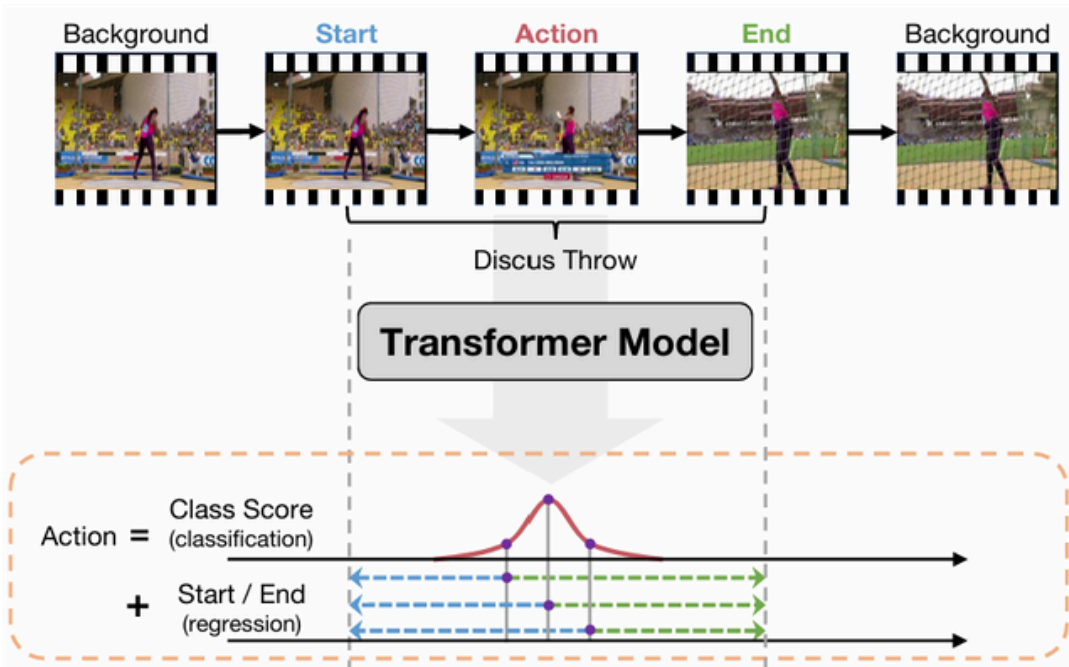 Background
Start
Action
End
Background
Discus Throw
Transformer Model
Action =
Class Score
(classification)
+
Start / End
(regression)